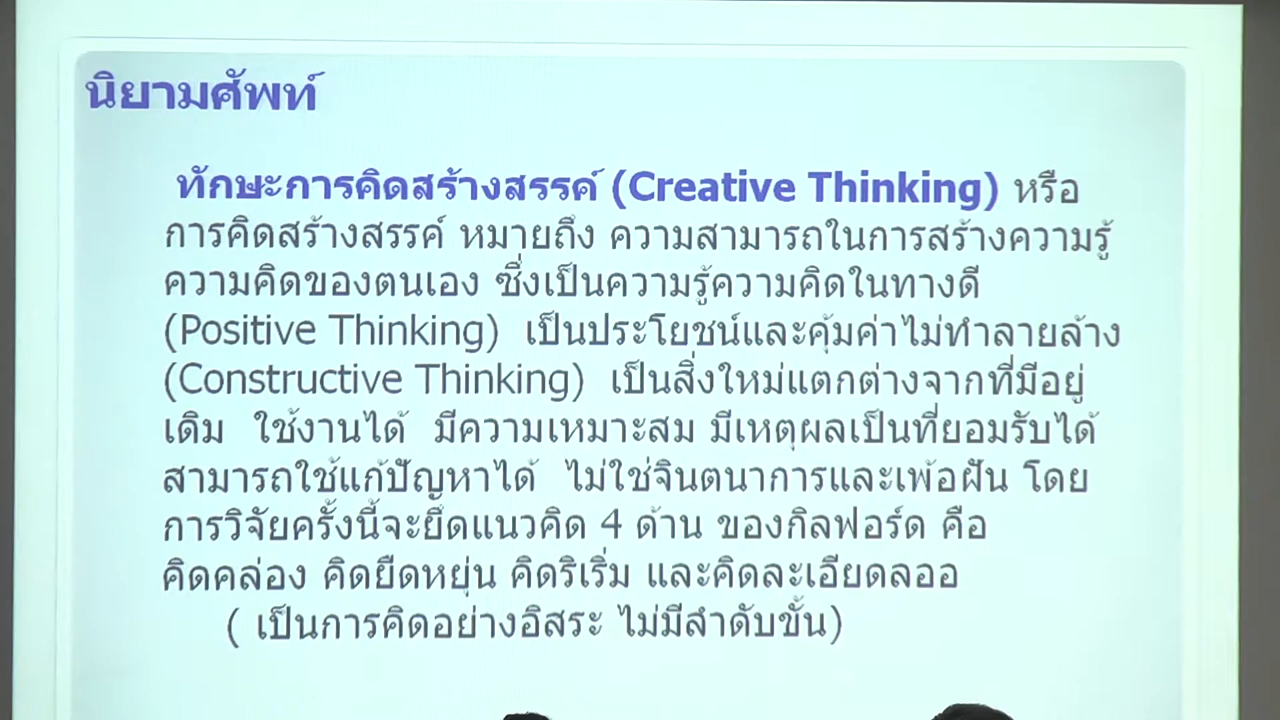 นิยามศัพท์
ทักษะการคิดสร้างสรรค์ (Creative Thinking) หรือ
การคิดสร้างสรรค์ หมายถึง ความสามารถในการสร้างความรู้
ความคิดของตนเอง ซึ่งเป็นความรู้ความคิดในทางดี
(Positive Thinking) เป็นประโยชน์และคุ้มค่าไม่ทำลายล้าง
(Constructive Thinking) เป็นสิ่งใหม่แตกต่างจากที่มีอยู่
เดิม ใช้งานได้ มีความเหมาะสม มีเหตุผลเป็นที่ยอมรับได้
สามารถใช้แก้ปัญหาได้ ไม่ใช่จินตนาการและเพ้อฝัน โดย
การวิจัยครั้งนี้จะยึดแนวคิด 4 ด้าน ของกิลฟอร์ด คือ
คิดคล่อง คิดยืดหยุ่น คิดริเริ่ม และคิดละเอียดลออ
( เป็นการคิดอย่างอิสระ ไม่มีลำดับขั้น)